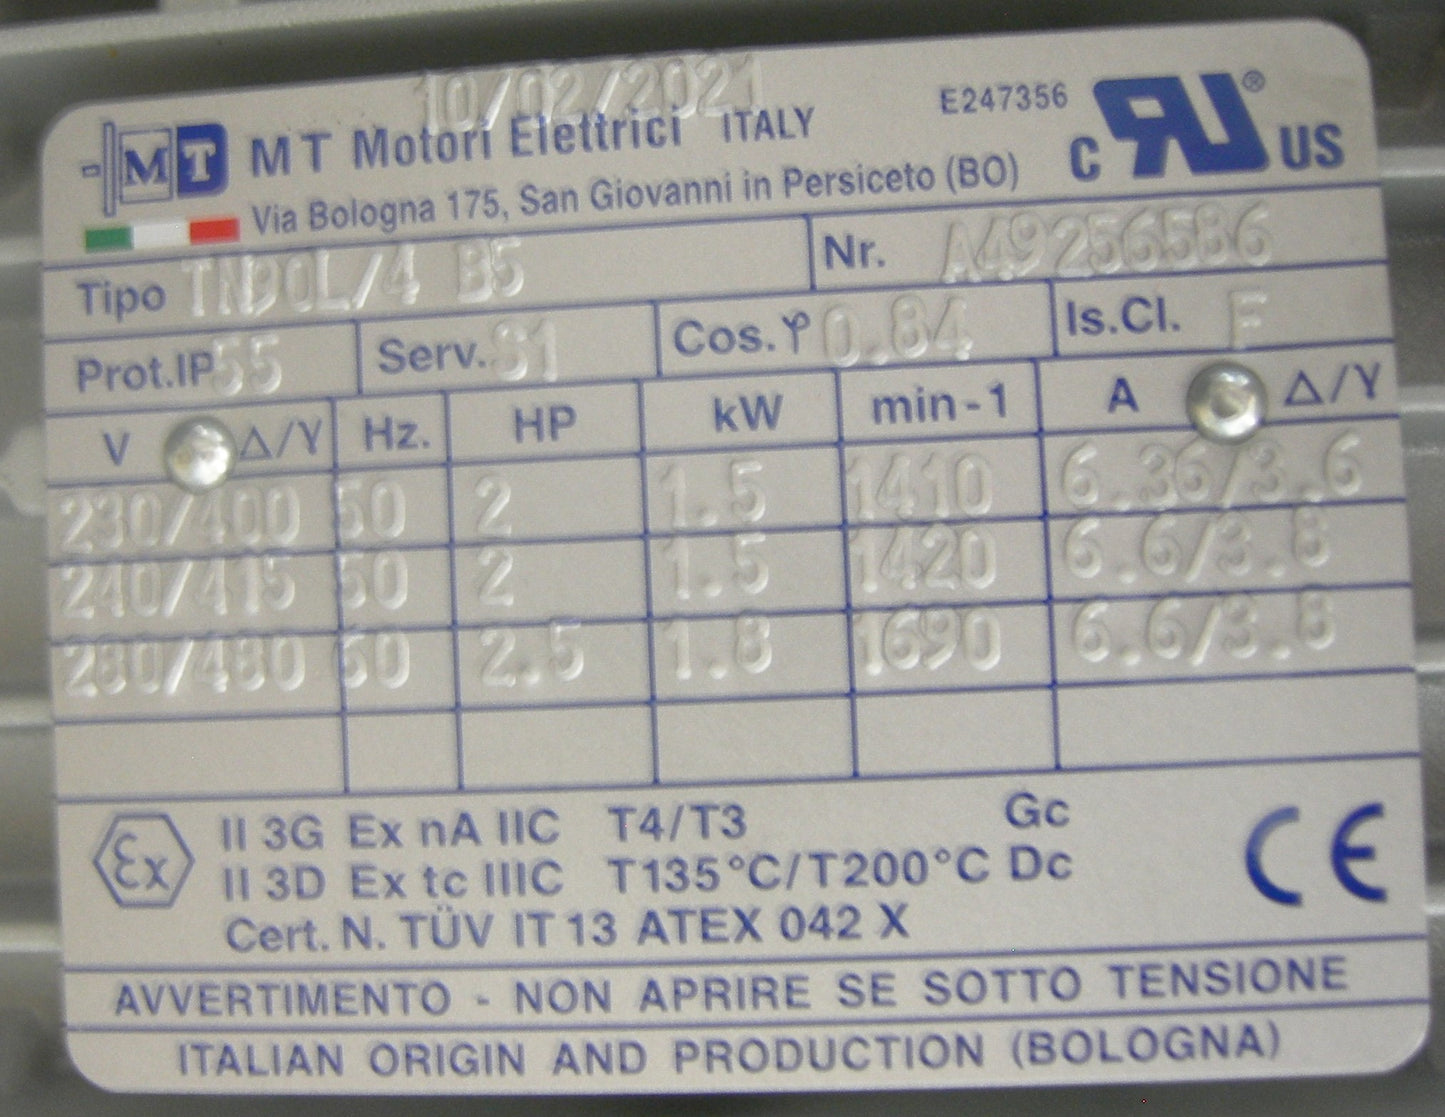 10/02/2021
MT MT Motori Elettrici ITALY E247356 c RU® US
Via Bologna 175, San Giovanni in Persiceto (BO)
Tipo TN90L/4 B5 Nr. A49256586
Prot.IP 55 Serv. S1 Cos.φ 0.84 Is.Cl. F
V Δ/Y Hz. HP kW min-1 A Δ/Y
230/400 50 2 1.5 1410 6.36/3.6
240/415 50 2 1.5 1420 6.6/3.8
280/480 60 2.5 1.8 1690 6.6/3.8
Ex II 3G Ex nA IIC T4/T3 Gc CE
II 3D Ex tc IIIC T135°C/T200°C Dc
Cert. N. TÜV IT 13 ATEX 042 X
AVVERTIMENTO - NON APRIRE SE SOTTO TENSIONE
ITALIAN ORIGIN AND PRODUCTION (BOLOGNA)